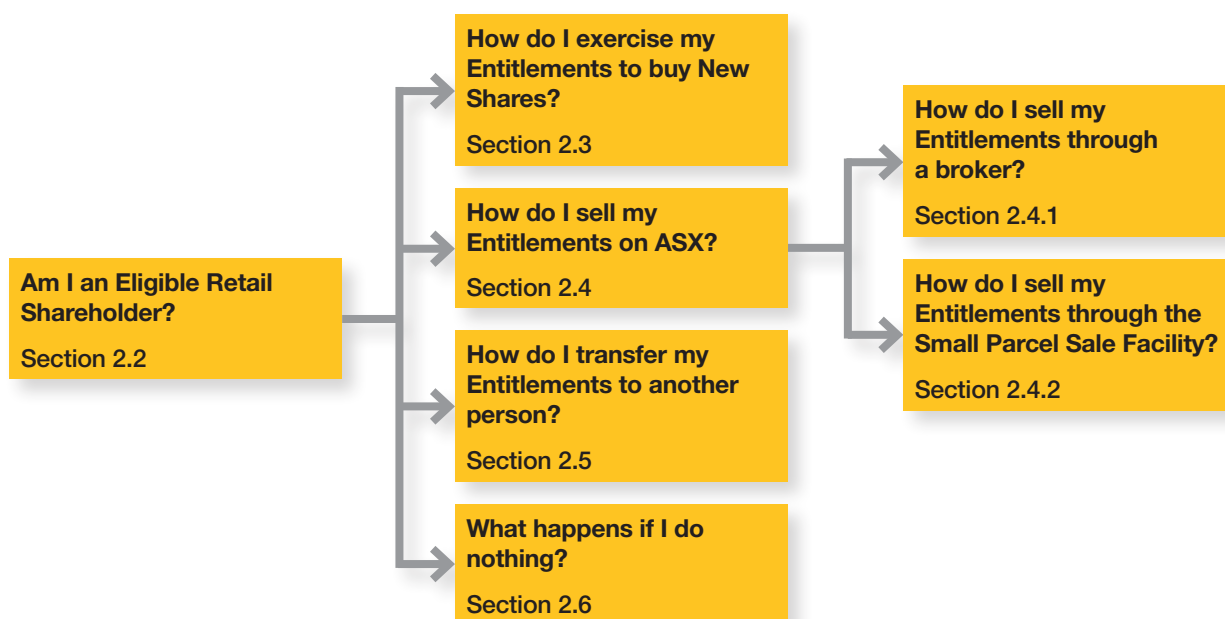 Am I an Eligible Retail
Shareholder?
Section 2.2
How do I exercise my
Entitlements to buy New
Shares?
Section 2.3
How do I sell my
Entitlements on ASX?
Section 2.4
How do I transfer my
Entitlements to another
person?
Section 2.5
What happens if I do
nothing?
Section 2.6
How do I sell my
Entitlements through
a broker?
Section 2.4.1
How do I sell my
Entitlements through the
Small Parcel Sale Facility?
Section 2.4.2